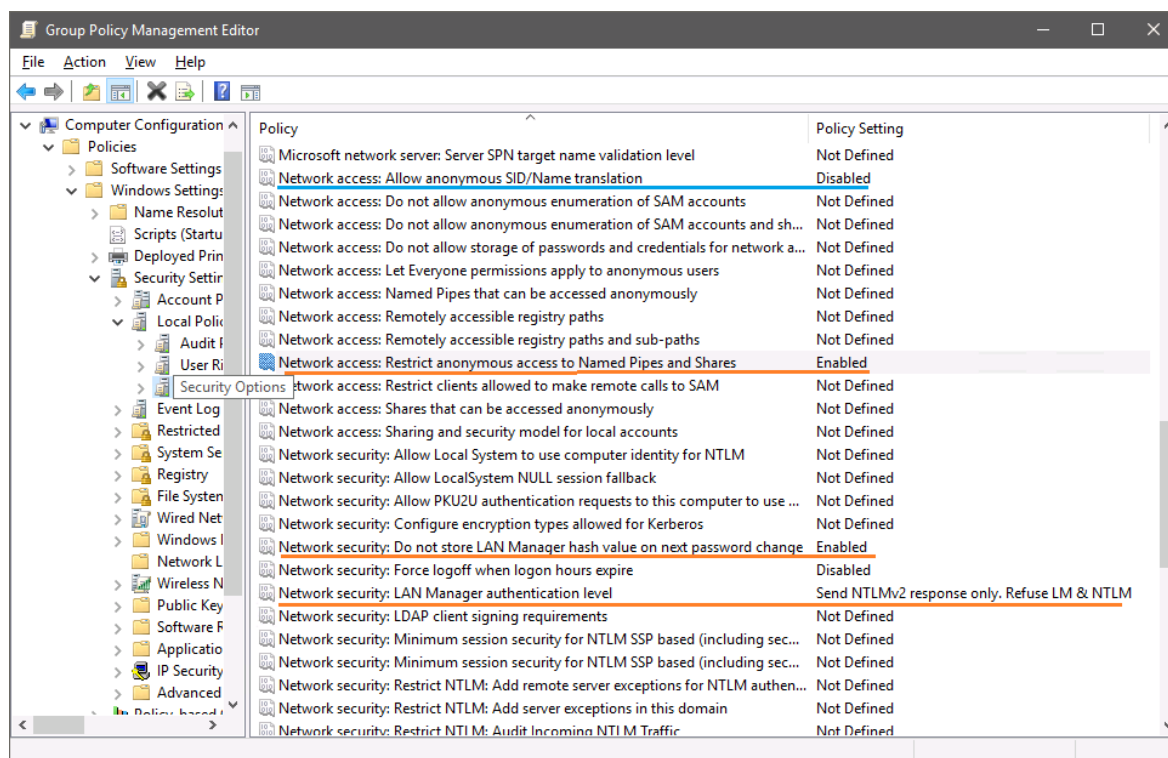 Group Policy Management Editor
File Action View Help
Computer Configuration
Policies
Software Settings
Windows Settings
Name Resolut
Scripts (Startu
Deployed Prin
Security Settin
Account P
Local Polic
Audit P
User Ri
Security Options
Event Log
Restricted
System Se
Registry
File System
Wired Net
Windows
Network L
Wireless N
Public Key
Software R
Applicatio
IP Security
Advanced
Policy-based
Policy Policy Setting
Microsoft network server: Server SPN target name validation level Not Defined
Network access: Allow anonymous SID/Name translation Disabled
Network access: Do not allow anonymous enumeration of SAM accounts Not Defined
Network access: Do not allow anonymous enumeration of SAM accounts and sh... Not Defined
Network access: Do not allow storage of passwords and credentials for network a... Not Defined
Network access: Let Everyone permissions apply to anonymous users Not Defined
Network access: Named Pipes that can be accessed anonymously Not Defined
Network access: Remotely accessible registry paths Not Defined
Network access: Remotely accessible registry paths and sub-paths Not Defined
Network access: Restrict anonymous access to Named Pipes and Shares Enabled
etwork access: Restrict clients allowed to make remote calls to SAM Not Defined
Network access: Shares that can be accessed anonymously Not Defined
Network access: Sharing and security model for local accounts Not Defined
Network security: Allow Local System to use computer identity for NTLM Not Defined
Network security: Allow LocalSystem NULL session fallback Not Defined
Network security: Allow PKU2U authentication requests to this computer to use ... Not Defined
Network security: Configure encryption types allowed for Kerberos Not Defined
Network security: Do not store LAN Manager hash value on next password change Enabled
Network security: Force logoff when logon hours expire Disabled
Network security: LAN Manager authentication level Send NTLMv2 response only. Refuse LM & NTLM
Network security: LDAP client signing requirements Not Defined
Network security: Minimum session security for NTLM SSP based (including sec... Not Defined
Network security: Minimum session security for NTLM SSP based (including sec... Not Defined
Network security: Restrict NTLM: Add remote server exceptions for NTLM authen... Not Defined
Network security: Restrict NTLM: Add server exceptions in this domain Not Defined
Network security: Restrict NTLM: Audit Incoming NTLM Traffic Not Defined